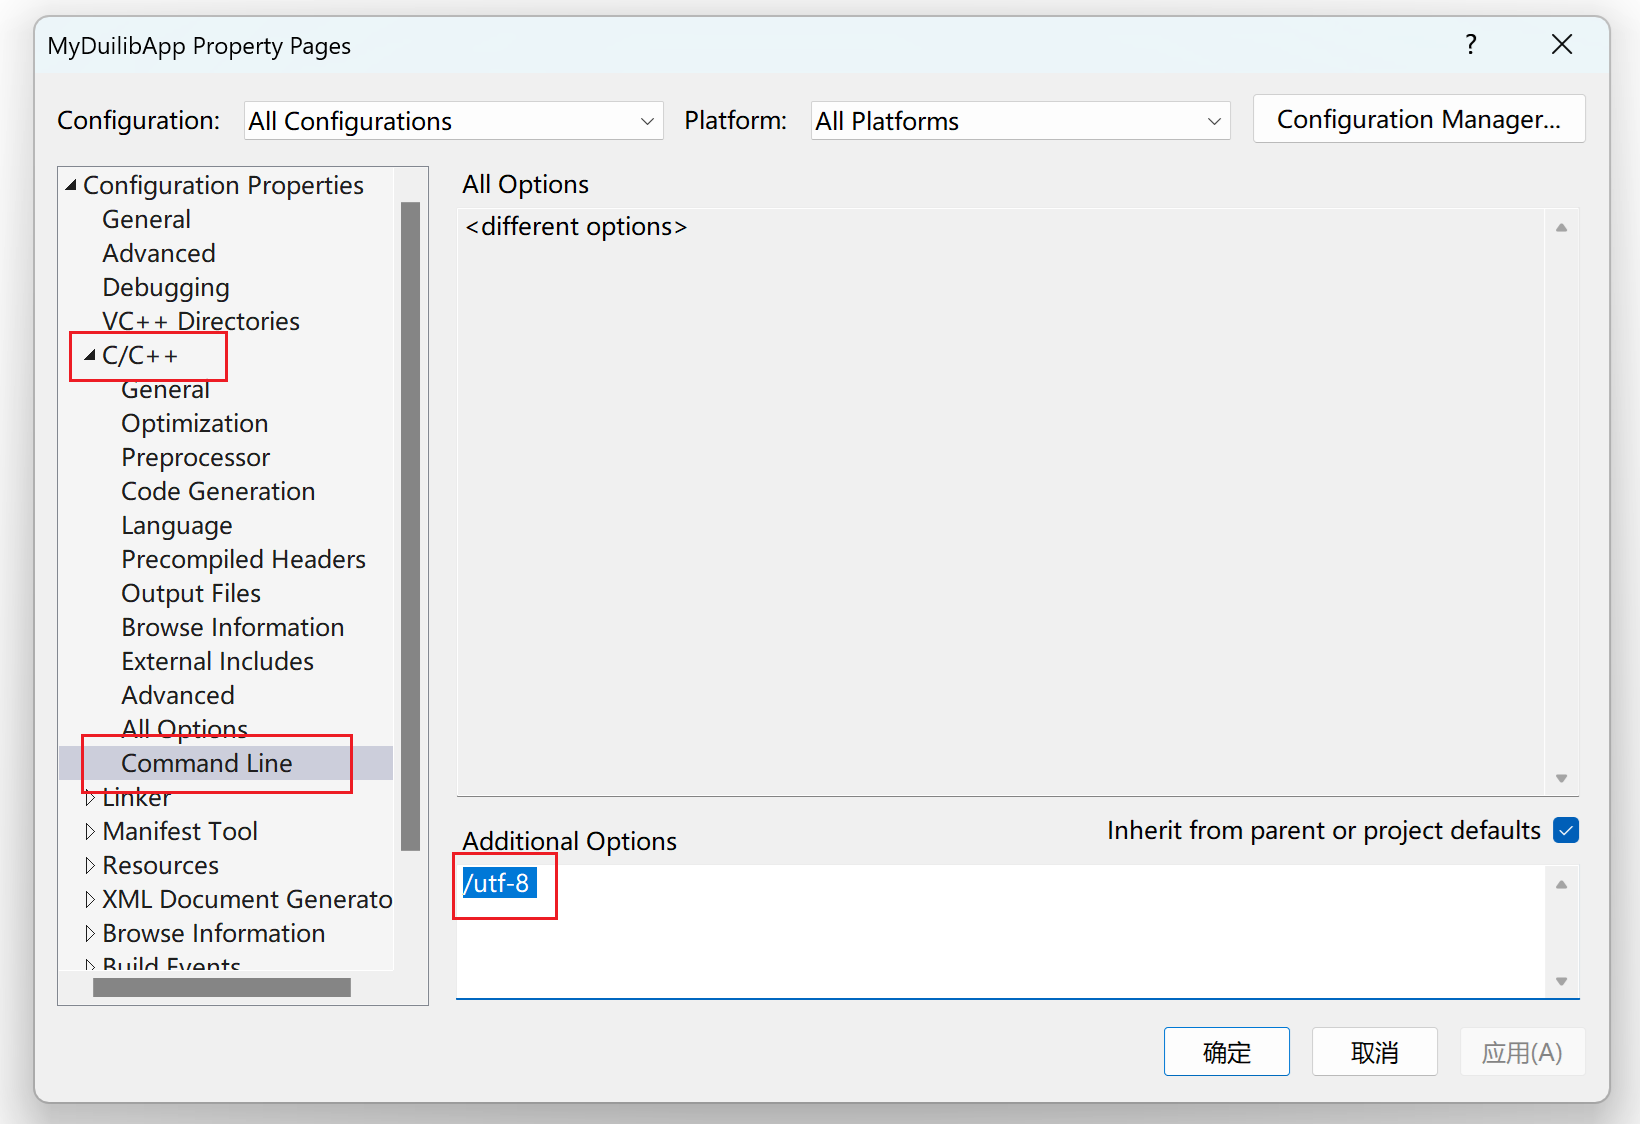 MyDuilibApp Property Pages
?
Configuration: All Configurations Platform: All Platforms Configuration Manager...
Configuration Properties
General
Advanced
Debugging
VC++ Directories
C/C++
General
Optimization
Preprocessor
Code Generation
Language
Precompiled Headers
Output Files
Browse Information
External Includes
Advanced
All Options
Command Line
Linker
Manifest Tool
Resources
XML Document Generato
Browse Information
Build Events
All Options
<different options>
Additional Options
Inherit from parent or project defaults
/utf-8
确定 取消 应用(A)